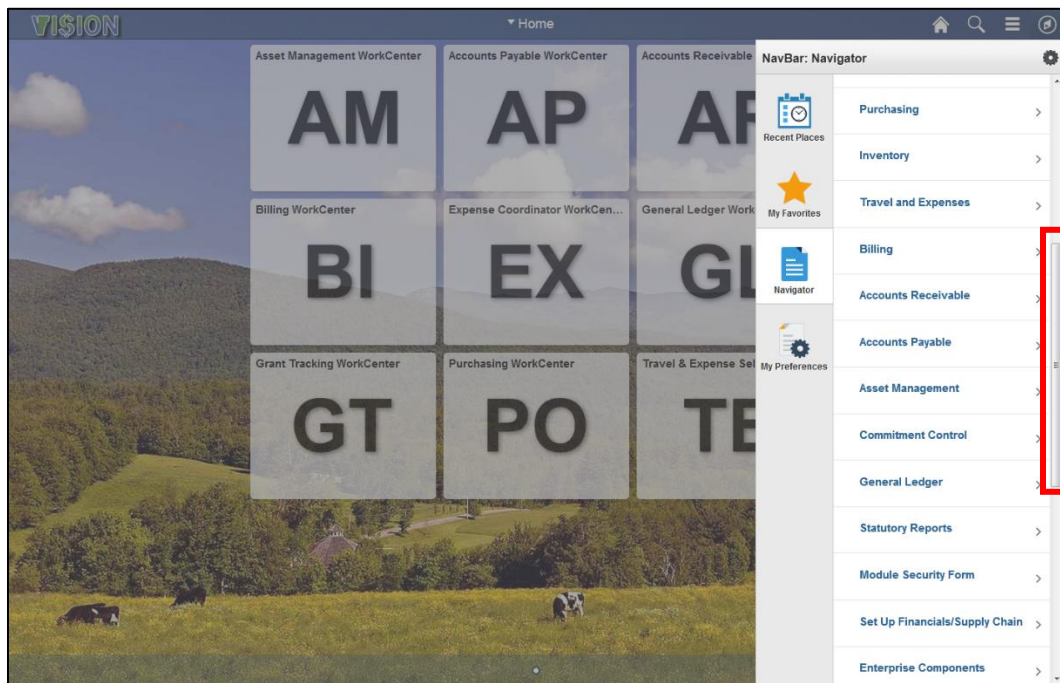 VISION
Home
Asset Management WorkCenter
AM
Accounts Payable WorkCenter
AP
Accounts Receivable
Billing WorkCenter
BI
Expense Coordinator WorkCen...
EX
General Ledger Work
GL
Grant Tracking WorkCenter
GT
Purchasing WorkCenter
PO
Travel & Expense Sel
TE
NavBar: Navigator
Recent Places
My Favorites
Navigator
My Preferences
Purchasing
Inventory
Travel and Expenses
Billing
Accounts Receivable
Accounts Payable
Asset Management
Commitment Control
General Ledger
Statutory Reports
Module Security Form
Set Up Financials/Supply Chain
Enterprise Components